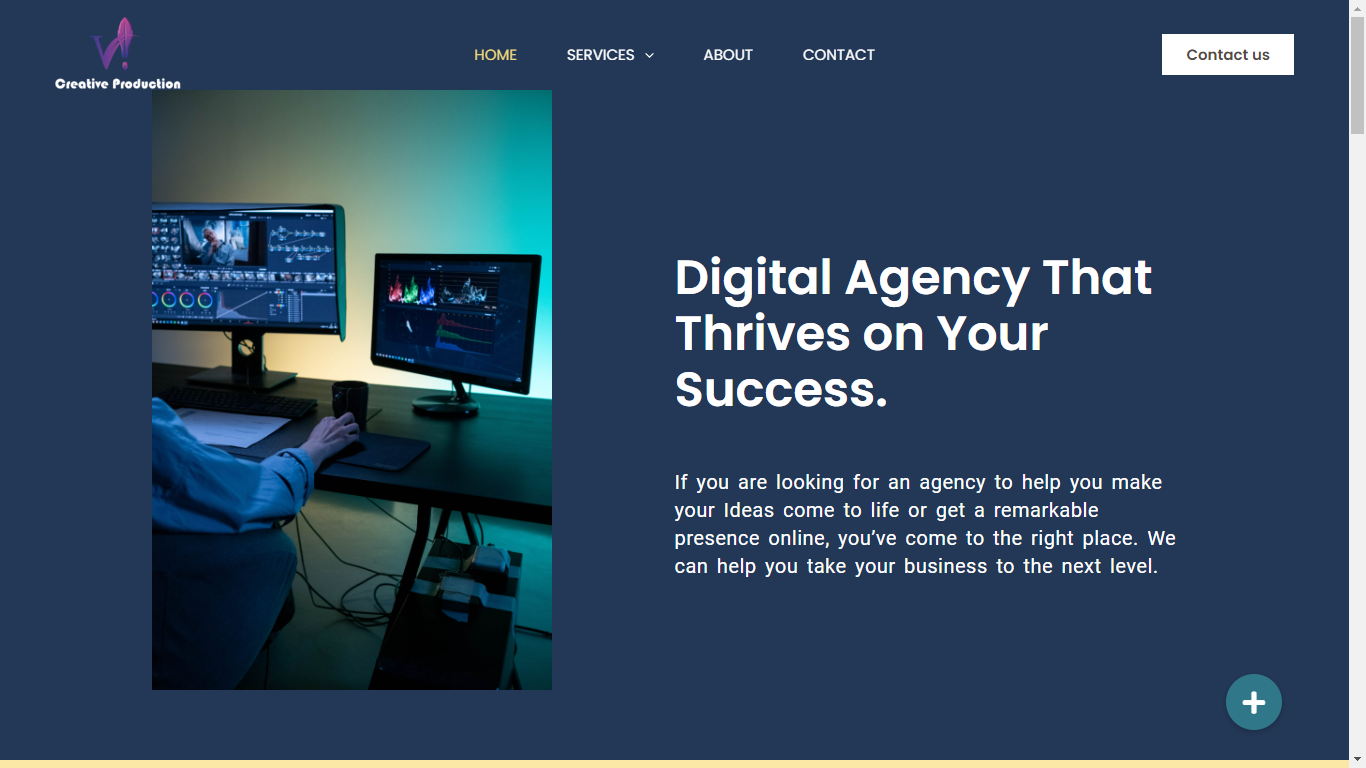 Creative Production
HOME
SERVICES
ABOUT
CONTACT
Contact us
Digital Agency That
Thrives on Your
Success.
If you are looking for an agency to help you make
your Ideas come to life or get a remarkable
presence online, you’ve come to the right place. We
can help you take your business to the next level.